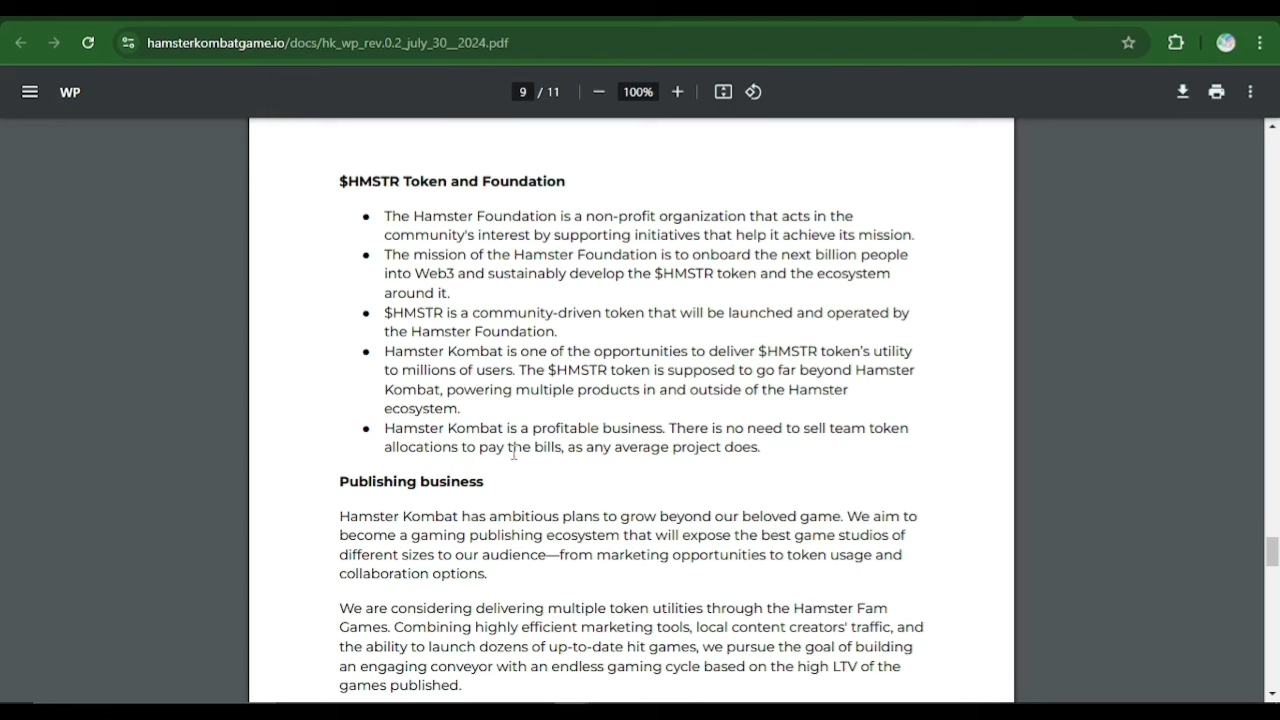 hamsterkombatgame.io/docs/hk_wp_rev.0.2_july_30__2024.pdf
WP
9 / 11
100%
$HMSTR Token and Foundation
● The Hamster Foundation is a non-profit organization that acts in the
community's interest by supporting initiatives that help it achieve its mission.
● The mission of the Hamster Foundation is to onboard the next billion people
into Web3 and sustainably develop the $HMSTR token and the ecosystem
around it.
● $HMSTR is a community-driven token that will be launched and operated by
the Hamster Foundation.
● Hamster Kombat is one of the opportunities to deliver $HMSTR token’s utility
to millions of users. The $HMSTR token is supposed to go far beyond Hamster
Kombat, powering multiple products in and outside of the Hamster
ecosystem.
● Hamster Kombat is a profitable business. There is no need to sell team token
allocations to pay the bills, as any average project does.
Publishing business
Hamster Kombat has ambitious plans to grow beyond our beloved game. We aim to
become a gaming publishing ecosystem that will expose the best game studios of
different sizes to our audience—from marketing opportunities to token usage and
collaboration options.
We are considering delivering multiple token utilities through the Hamster Fam
Games. Combining highly efficient marketing tools, local content creators' traffic, and
the ability to launch dozens of up-to-date hit games, we pursue the goal of building
an engaging conveyor with an endless gaming cycle based on the high LTV of the
games published.